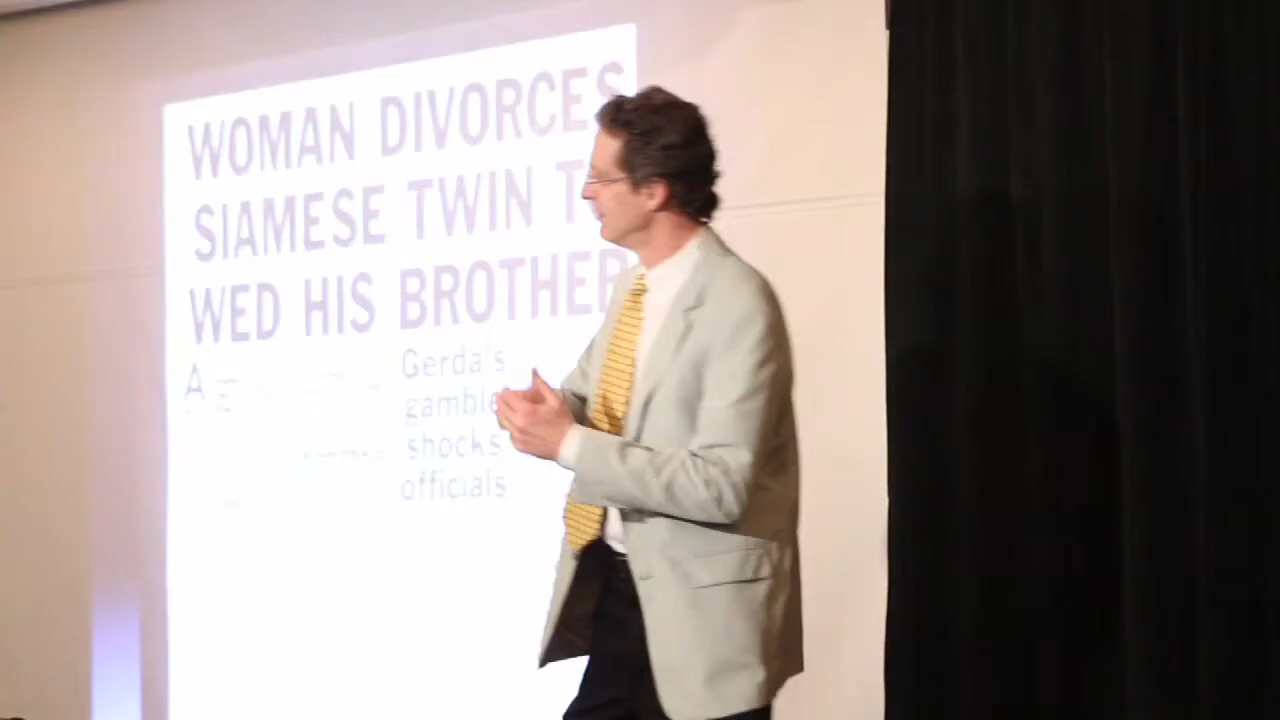 WOMAN DIVORCES
SIAMESE TWIN
WED HIS BROTHER
A
Gerda's
gamble
shocks
officials